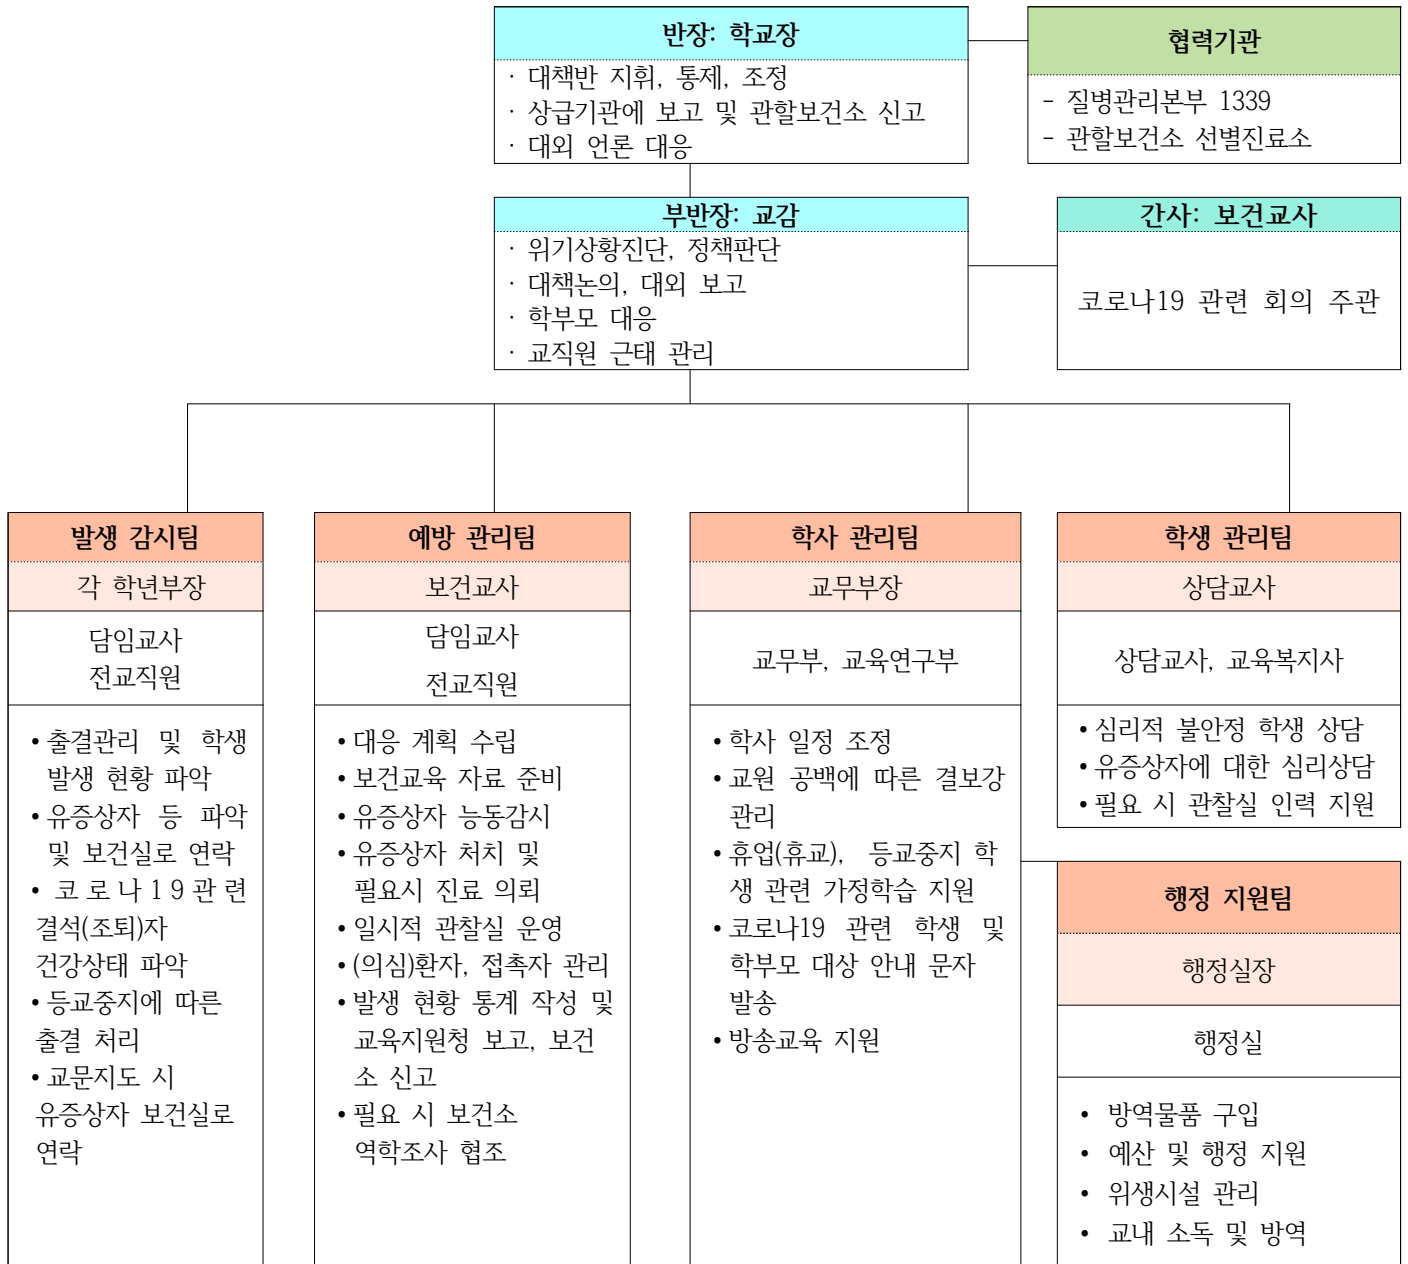 반장: 학교장
· 대책반 지휘, 통제, 조정
· 상급기관에 보고 및 관할보건소 신고
· 대외 언론 대응
협력기관
- 질병관리본부 1339
- 관할보건소 선별진료소
부반장: 교감
· 위기상황진단, 정책판단
· 대책논의, 대외 보고
· 학부모 대응
· 교직원 근태 관리
간사: 보건교사
코로나19 관련 회의 주관
발생 감시팀
각 학년부장
담임교사
전교직원
• 출결관리 및 학생
발생 현황 파악
• 유증상자 등 파악
및 보건실로 연락
• 코로나19관련
결석(조퇴)자
건강상태 파악
• 등교중지에 따른
출결 처리
• 교문지도 시
유증상자 보건실로
연락
예방 관리팀
보건교사
담임교사
전교직원
• 대응 계획 수립
• 보건교육 자료 준비
• 유증상자 능동감시
• 유증상자 처치 및
필요시 진료 의뢰
• 일시적 관찰실 운영
• (의심)환자, 접촉자 관리
• 발생 현황 통계 작성 및
교육지원청 보고, 보건
소 신고
• 필요 시 보건소
역학조사 협조
학사 관리팀
교무부장
교무부, 교육연구부
• 학사 일정 조정
• 교원 공백에 따른 결보강
관리
• 휴업(휴교), 등교중지 학
생 관련 가정학습 지원
• 코로나19 관련 학생 및
학부모 대상 안내 문자
발송
• 방송교육 지원
학생 관리팀
상담교사
상담교사, 교육복지사
• 심리적 불안정 학생 상담
• 유증상자에 대한 심리상담
• 필요 시 관찰실 인력 지원
행정 지원팀
행정실장
행정실
• 방역물품 구입
• 예산 및 행정 지원
• 위생시설 관리
• 교내 소독 및 방역